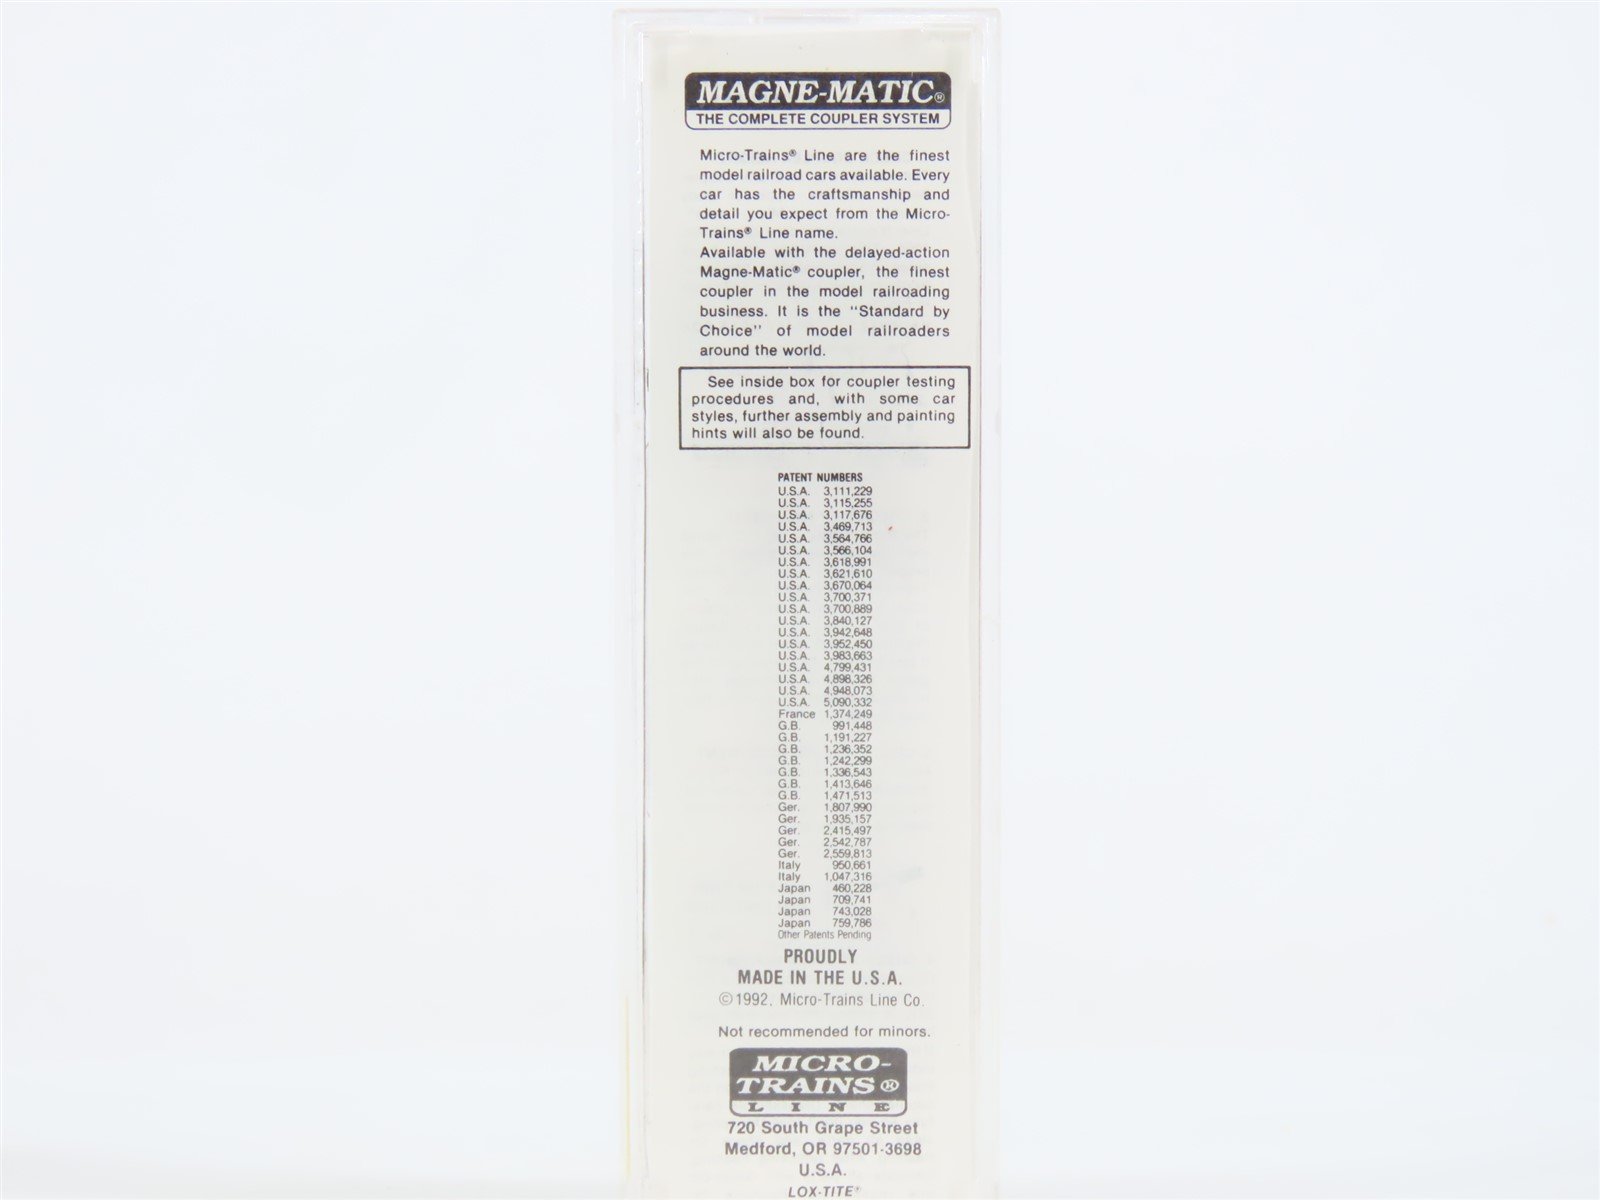 MAGNE-MATIC®
THE COMPLETE COUPLER SYSTEM
Micro-Trains® Line are the finest
model railroad cars available. Every
car has the craftsmanship and
detail you expect from the Micro-
Trains® Line name.
Available with the delayed-action
Magne-Matic® coupler, the finest
coupler in the model railroading
business. It is the "Standard by
Choice" of model railroaders
around the world.
See inside box for coupler testing
procedures and, with some car
styles, further assembly and painting
hints will also be found.
PATENT NUMBERS
U.S.A. 3,111,229
U.S.A. 3,115,255
U.S.A. 3,117,676
U.S.A. 3,469,713
U.S.A. 3,564,766
U.S.A. 3,566,104
U.S.A. 3,618,991
U.S.A. 3,621,610
U.S.A. 3,670,064
U.S.A. 3,700,371
U.S.A. 3,700,889
U.S.A. 3,840,127
U.S.A. 3,942,648
U.S.A. 3,952,450
U.S.A. 3,983,663
U.S.A. 4,799,431
U.S.A. 4,898,326
U.S.A. 4,948,073
U.S.A. 5,090,332
France 1,374,249
G.B. 991,448
G.B. 1,191,227
G.B. 1,236,352
G.B. 1,242,299
G.B. 1,336,543
G.B. 1,413,646
G.B. 1,471,513
Ger. 1,807,990
Ger. 1,935,157
Ger. 2,415,497
Ger. 2,542,787
Ger. 2,559,813
Italy 950,661
Italy 1,047,316
Japan 460,228
Japan 709,741
Japan 743,028
Japan 759,786
Other Patents Pending
PROUDLY
MADE IN THE U.S.A.
©1992, Micro-Trains Line Co.
Not recommended for minors.
MICRO-
TRAINS®
LINE
720 South Grape Street
Medford, OR 97501-3698
U.S.A.
LOX-TITE®